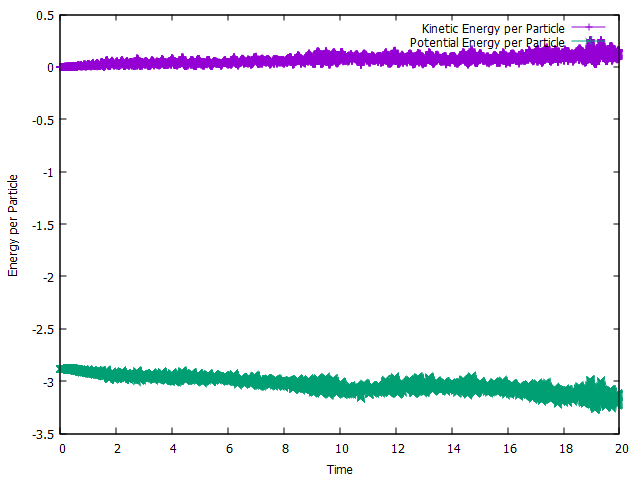 0.5
Kinetic Energy per Particle
Potential Energy per Particle
0
-0.5
-1
-1.5
-2
-2.5
-3
-3.5
Energy per Particle
0 2 4 6 8 10 12 14 16 18 20
Time